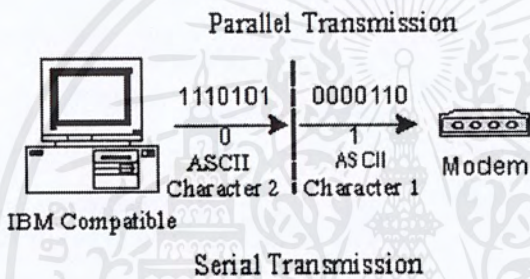 Parallel Transmission
1110101 0000110
0 1
ASCII ASCII
Character 2 Character 1
Modem
IBM Compatible
Serial Transmission